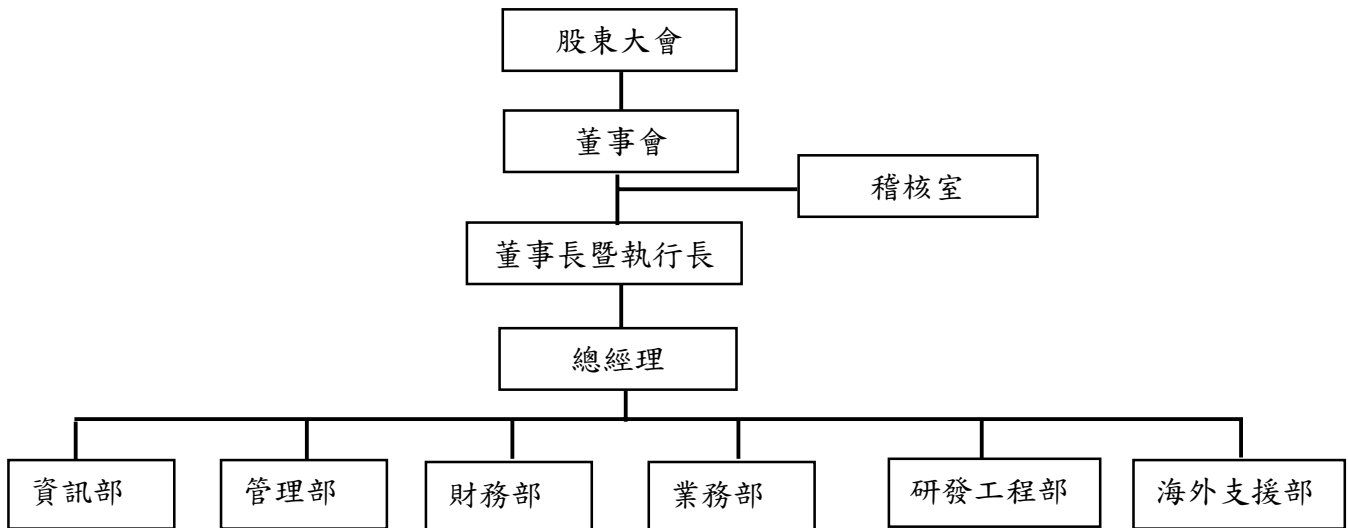 股東大會
董事會
稽核室
董事長暨執行長
總經理
資訊部
管理部
財務部
業務部
研發工程部
海外支援部